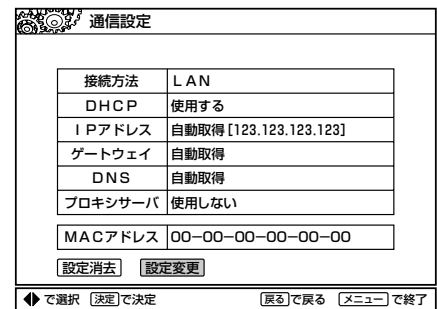 通信設定
接続方法 LAN
DHCP 使用する
IPアドレス 自動取得[123.123.123.123]
ゲートウェイ 自動取得
DNS 自動取得
プロキシサーバ 使用しない
MACアドレス 00-00-00-00-00-00
設定消去 設定変更
で選択 決定で決定 戻るで戻る メニューで終了